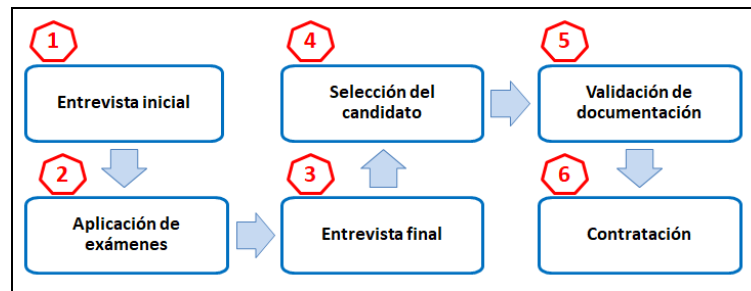 1
Entrevista inicial
2
Aplicación de
exámenes
3
Entrevista final
4
Selección del
candidato
5
Validación de
documentación
6
Contratación